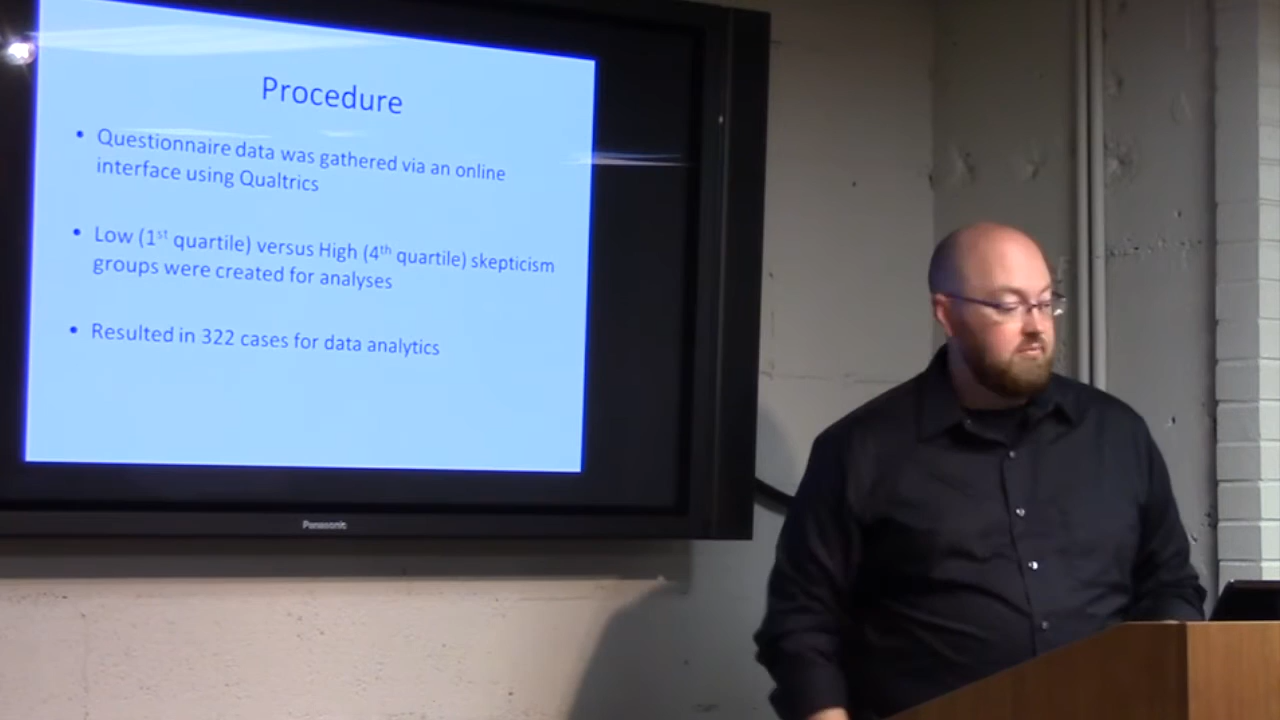 Procedure
• Questionnaire data was gathered via an online
interface using Qualtrics
• Low (1st quartile) versus High (4th quartile) skepticism
groups were created for analyses
• Resulted in 322 cases for data analytics
Panasonic